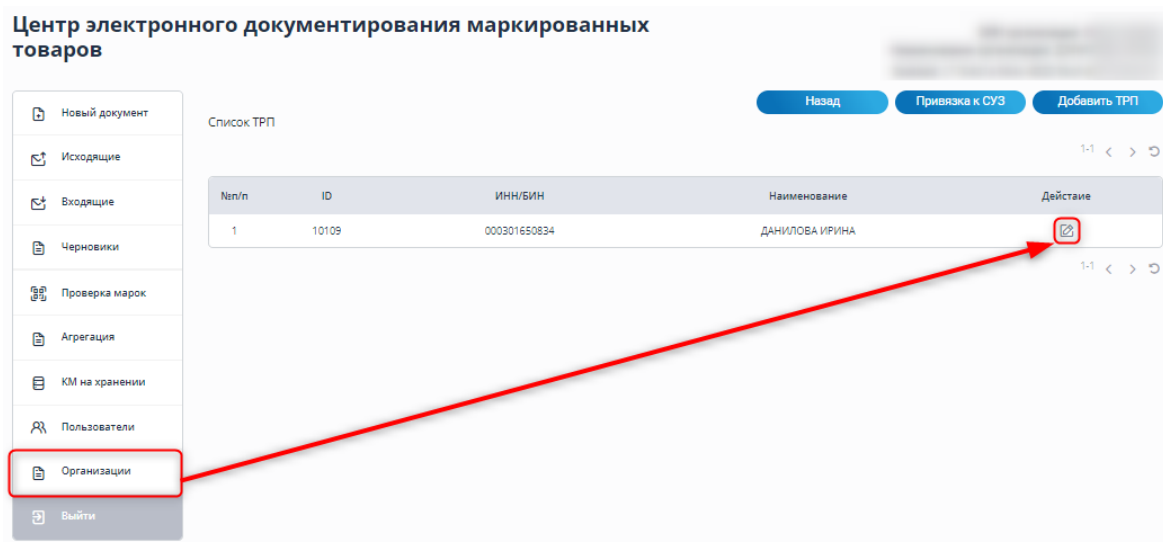 Центр электронного документирования маркированных
товаров
Назад
Привязка к СУЗ
Добавить ТРП
Новый документ
Исходящие
Входящие
Черновики
Проверка марок
Агрегация
КМ на хранении
Пользователи
Организации
Выйти
Список ТРП
1-1
№п/п ID ИНН/БИН Наименование Действие
1 10109 000301650834 ДАНИЛОВА ИРИНА
1-1